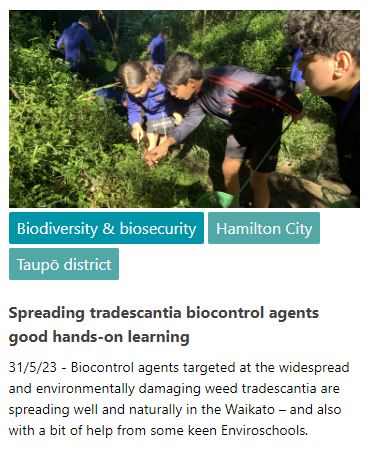 Biodiversity & biosecurity
Hamilton City
Taupō district
Spreading tradescantia biocontrol agents
good hands-on learning
31/5/23 - Biocontrol agents targeted at the widespread
and environmentally damaging weed tradescantia are
spreading well and naturally in the Waikato – and also
with a bit of help from some keen Enviroschools.